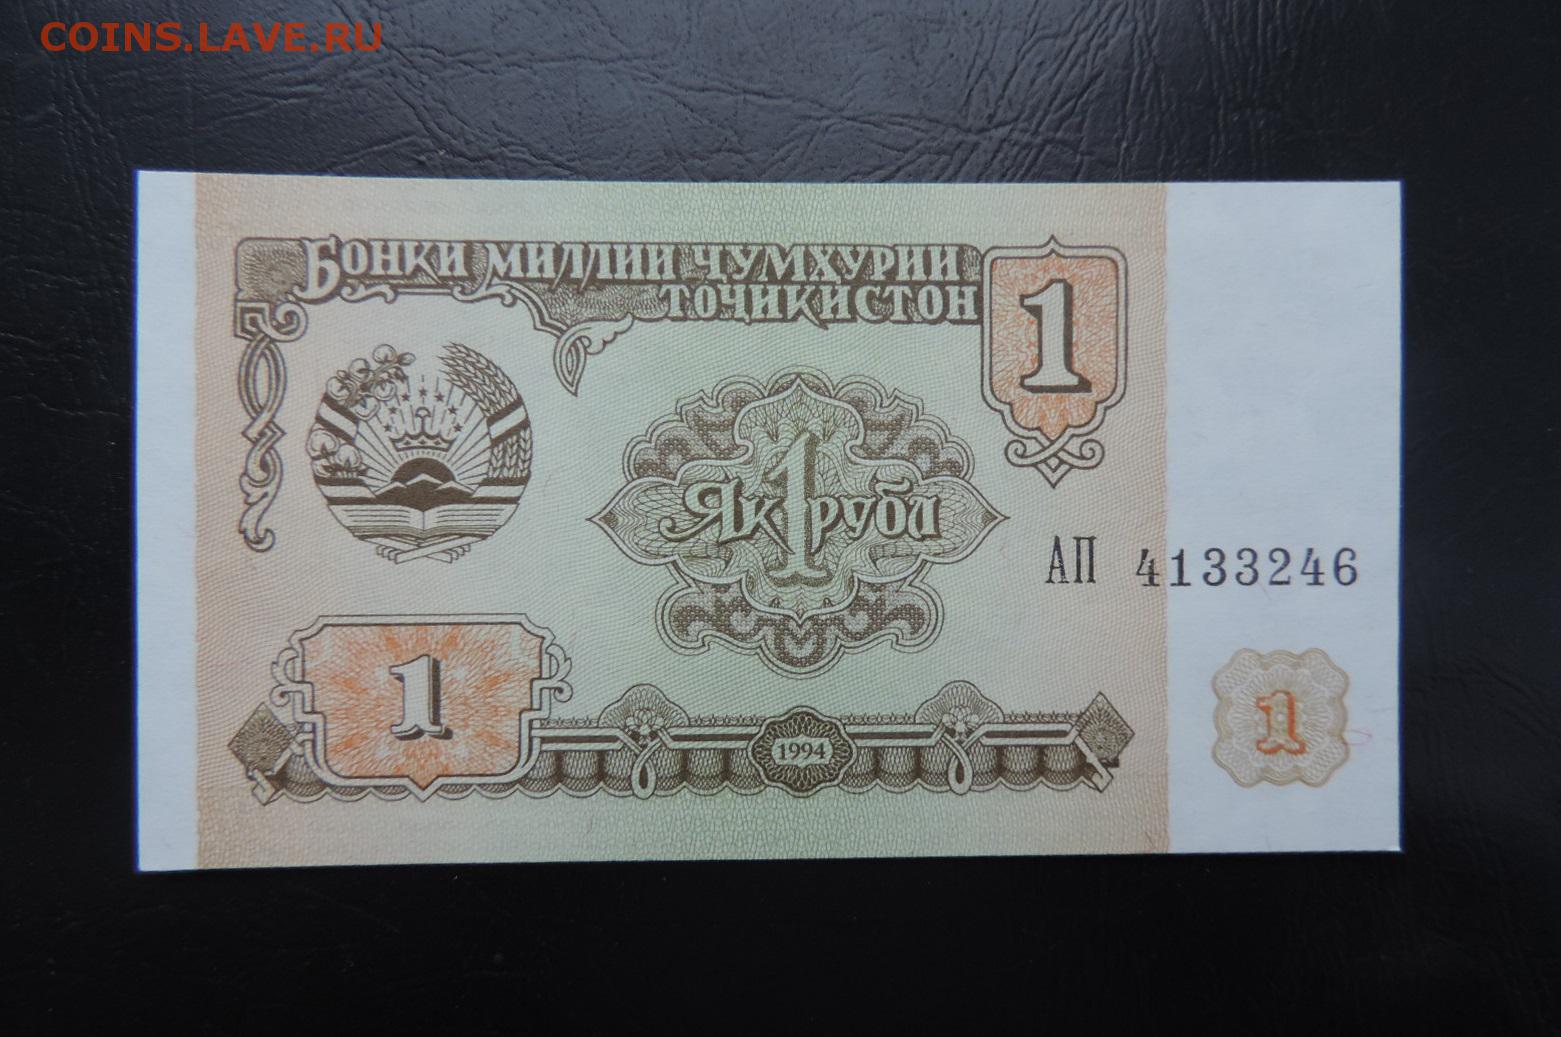 COINS.LAVE.RU
БОНКИ МИЛЛИИ ҶУМҲУРИИ
ТОҶИКИСТОН
1
1
ЯК РУБЛ
АП 4133246
1
1
1994